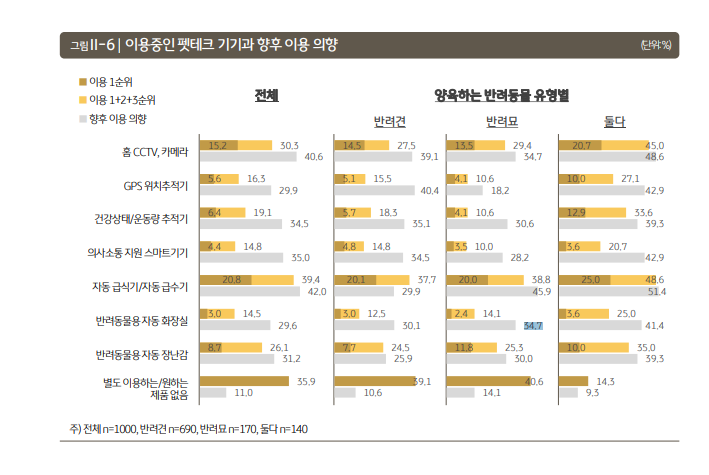 그림 II-6 | 이용중인 펫테크 기기과 향후 이용 의향 (단위:%)
이용 1순위
이용 1+2+3순위
향후 이용 의향
전체 양육하는 반려동물 유형별
반려견 반려묘 둘다
홈 CCTV, 카메라 15.2 30.3 14.5 27.5 13.5 29.4 20.7 45.0
40.6 39.1 34.7 48.6
GPS 위치추적기 5.6 16.3 5.1 15.5 4.1 10.6 10.0 27.1
29.9 40.4 18.2 42.9
건강상태/운동량 추적기 6.4 19.1 5.7 18.3 4.1 10.6 12.9 33.6
34.5 35.1 30.6 39.3
의사소통 지원 스마트기기 4.4 14.8 4.8 14.8 3.5 10.0 3.6 20.7
35.0 34.5 28.2 42.9
자동 급식기/자동 급수기 20.8 39.4 20.1 37.7 20.0 38.8 25.0 48.6
42.0 29.9 45.9 51.4
반려동물용 자동 화장실 3.0 14.5 3.0 12.5 2.4 14.1 3.6 25.0
29.6 30.1 34.7 41.4
반려동물용 자동 장난감 8.7 26.1 7.7 24.5 11.8 25.3 10.0 35.0
31.2 25.9 30.0 39.3
별도 이용하는/원하는 35.9 39.1 40.6 14.3
제품 없음 11.0 10.6 14.1 9.3
주) 전체 n=1000, 반려견 n=690, 반려묘 n=170, 둘다 n=140